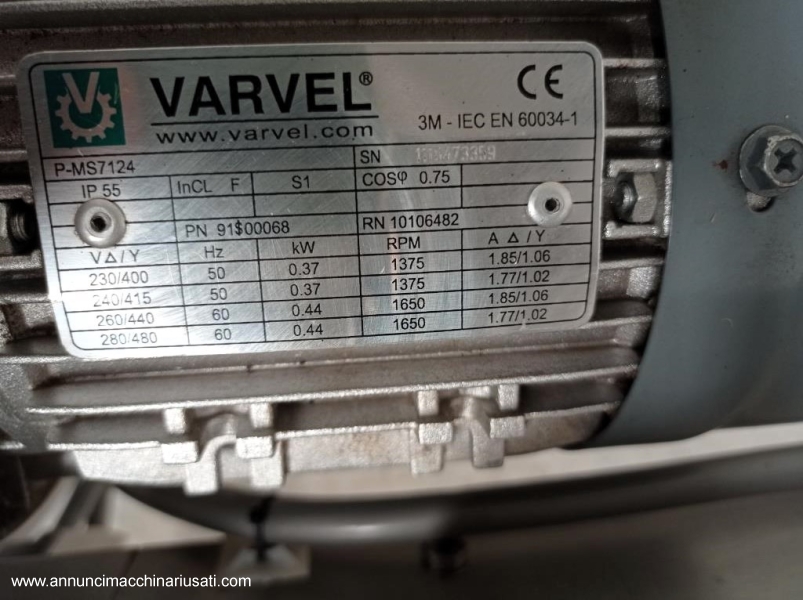 VARVEL®
www.varvel.com
CE
3M - IEC EN 60034-1
P-MS7124
SN
IP 55 InCL F S1 COSφ 0.75
PN 91$00068 RN 10106482
V Δ / Y Hz kW RPM A Δ / Y
230/400 50 0.37 1375 1.85/1.06
240/415 50 0.37 1375 1.77/1.02
260/440 60 0.44 1650 1.85/1.06
280/480 60 0.44 1650 1.77/1.02
www.annuncimacchinariusati.com